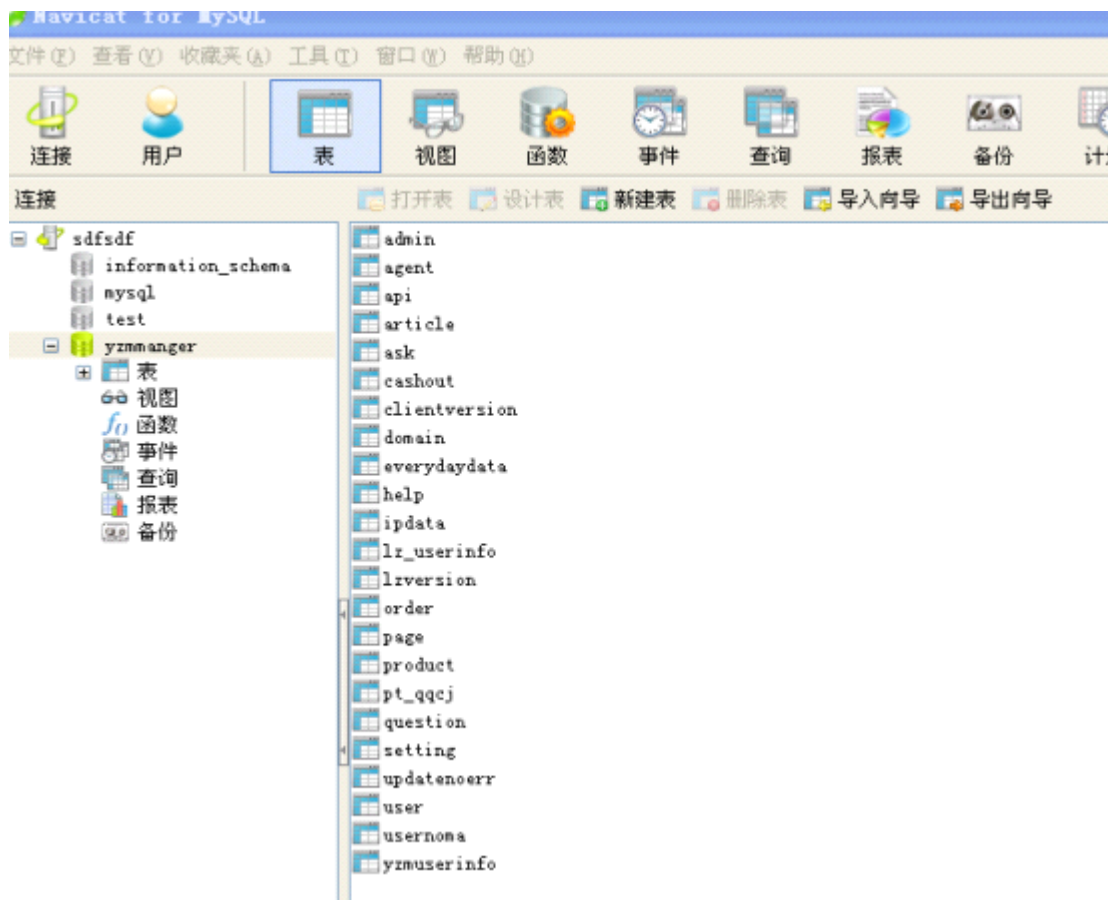 Navicat for MySQL
文件(F) 查看(V) 收藏夹(A) 工具(T) 窗口(W) 帮助(H)
连接 用户 表 视图 函数 事件 查询 报表 备份
连接 打开表 设计表 新建表 删除表 导入向导 导出向导
sdfsdf
information_schema
mysql
test
yzmmanger
表
视图
函数
事件
查询
报表
备份
admin
agent
api
article
ask
cashout
clientversion
domain
everydaydata
help
ipdata
lz_userinfo
lzversion
order
page
product
pt_qqcj
question
setting
updatenoerr
user
usernoma
yzmuserinfo